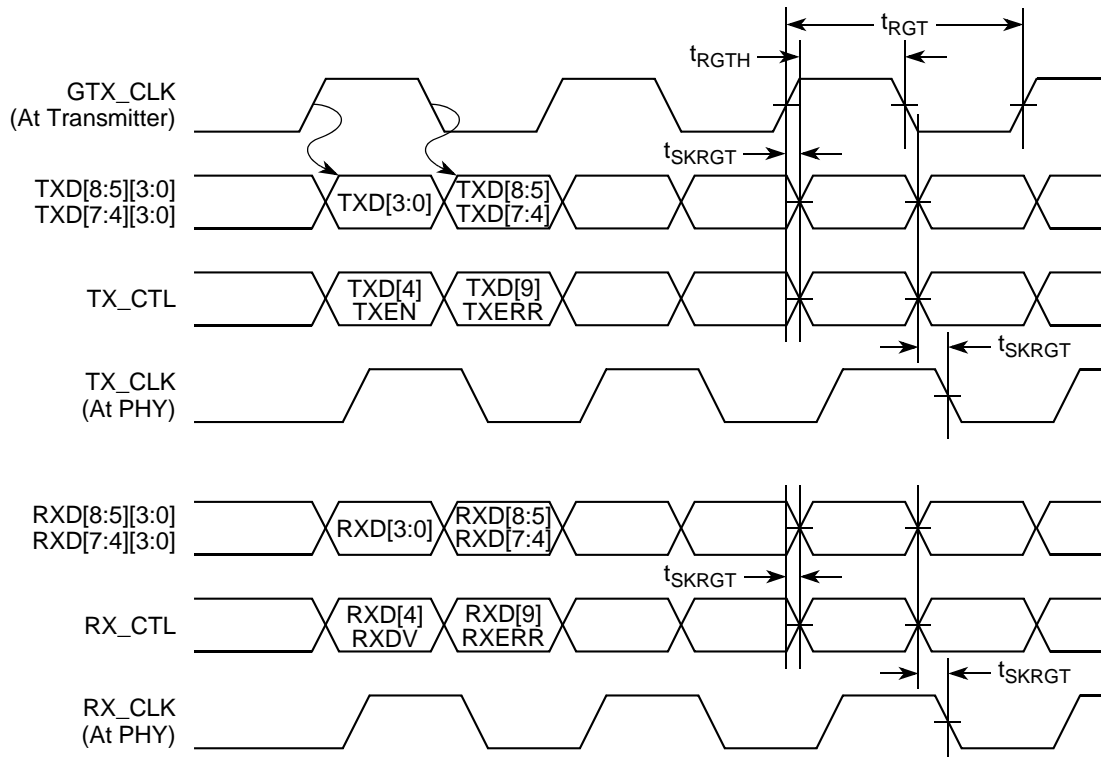 tRGT
tRGTH
GTX_CLK
(At Transmitter)
tSKRGT
TXD[8:5][3:0]
TXD[7:4][3:0]
TXD[3:0]
TXD[8:5]
TXD[7:4]
TX_CTL
TXD[4]
TXEN
TXD[9]
TXERR
tSKRGT
TX_CLK
(At PHY)
RXD[8:5][3:0]
RXD[7:4][3:0]
RXD[3:0]
RXD[8:5]
RXD[7:4]
tSKRGT
RX_CTL
RXD[4]
RXDV
RXD[9]
RXERR
tSKRGT
RX_CLK
(At PHY)